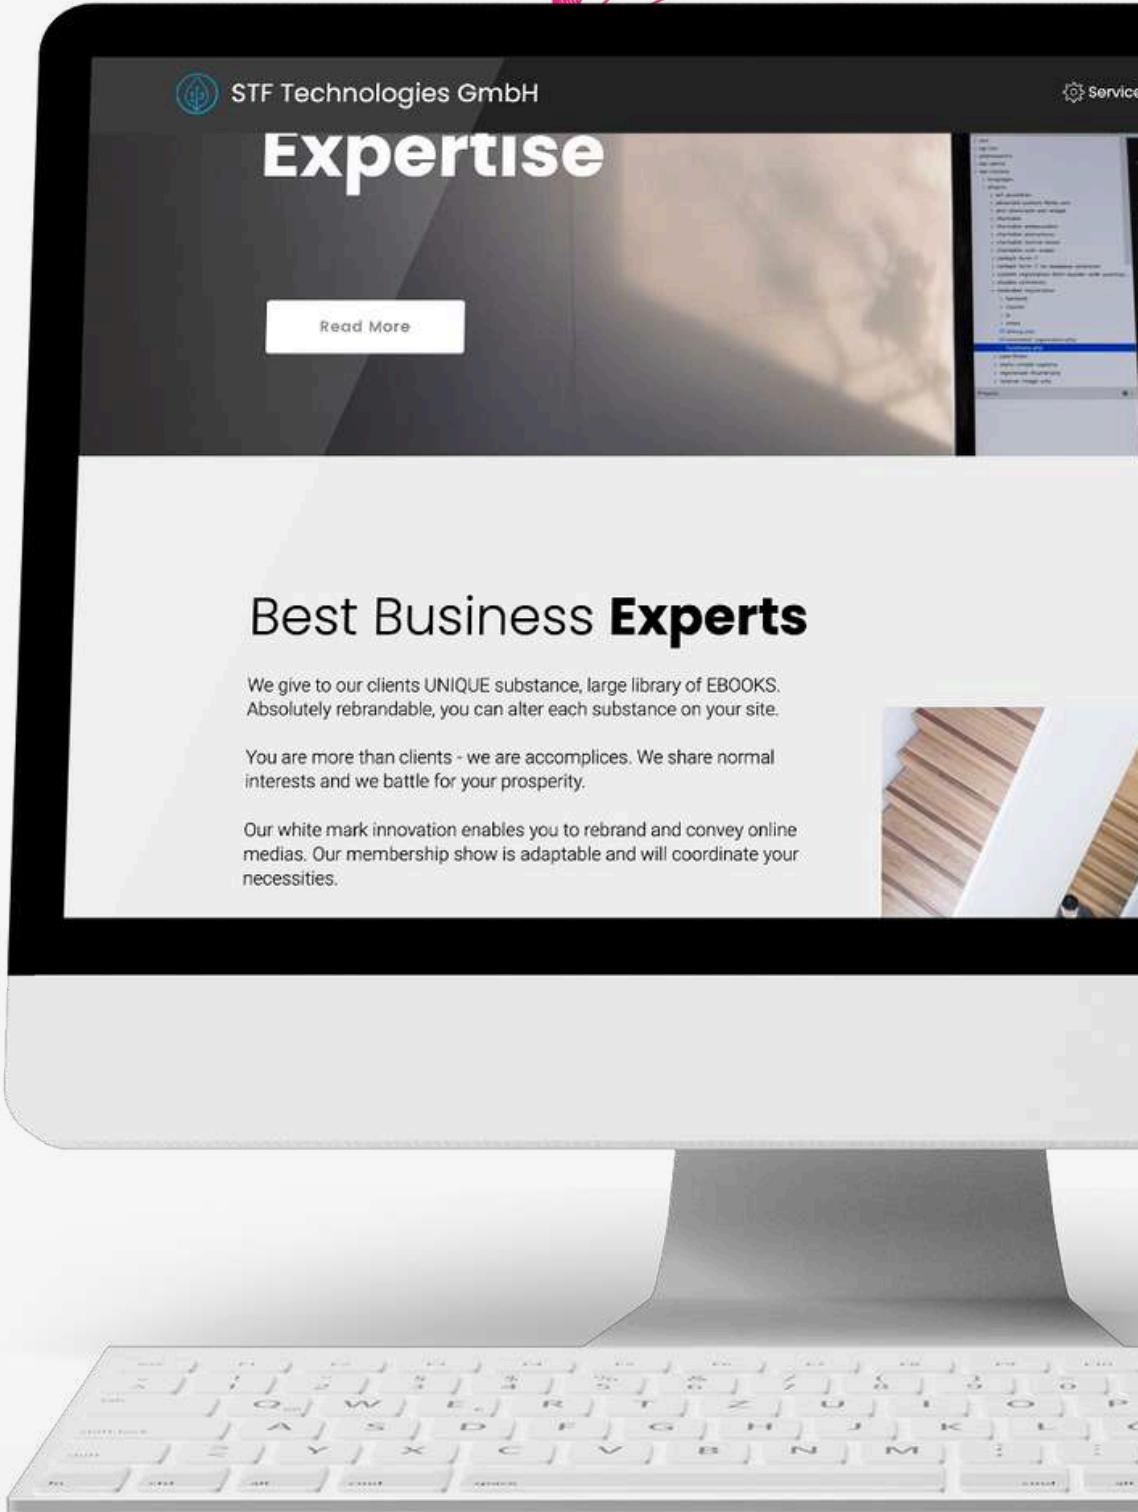 STF Technologies GmbH
Service
Expertise
Read More
Best Business Experts
We give to our clients UNIQUE substance, large library of EBOOKS.
Absolutely rebrandable, you can alter each substance on your site.
You are more than clients - we are accomplices. We share normal
interests and we battle for your prosperity.
Our white mark innovation enables you to rebrand and convey online
medias. Our membership show is adaptable and will coordinate your
necessities.
Q W E R T Z U I O P
A S D F G H J K L
Y X C V B N M